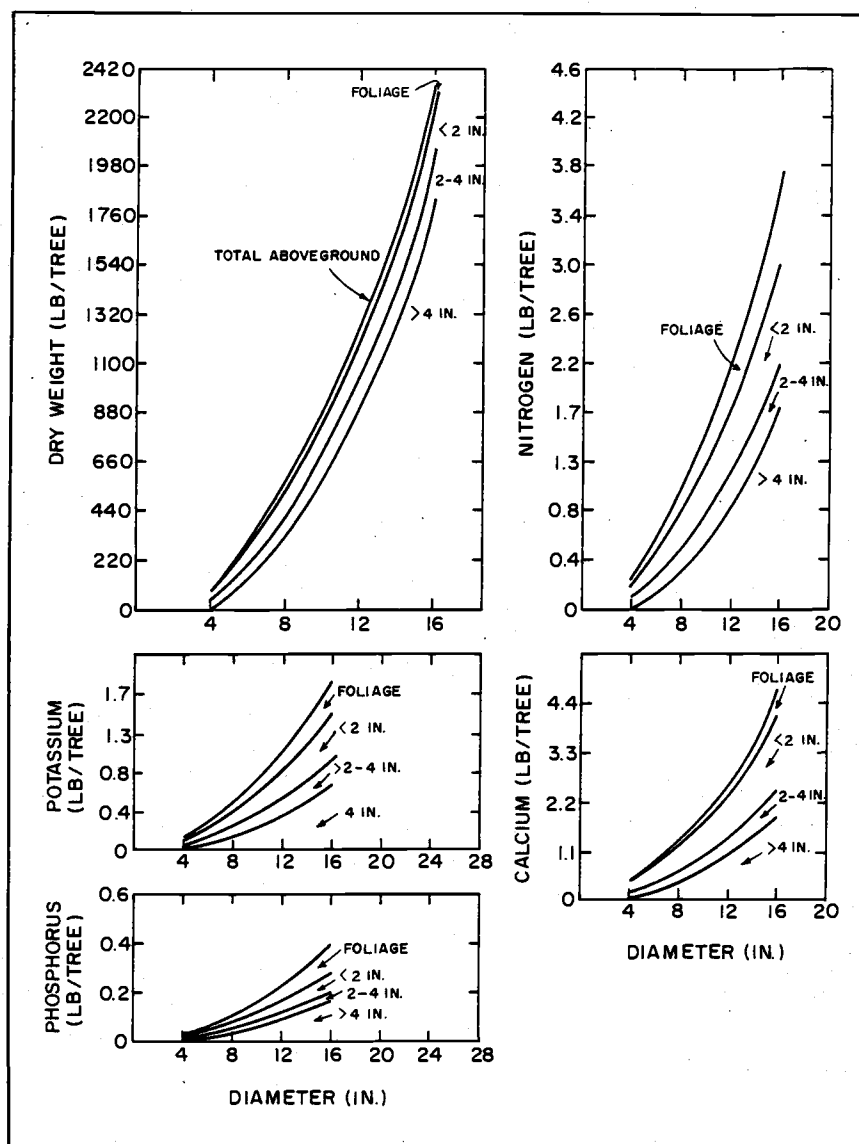 2420
2200
1980
1760
1540
1320
1100
880
660
440
220
0
DRY WEIGHT (LB/TREE)
FOLIAGE
< 2 IN.
2-4 IN.
TOTAL ABOVEGROUND
> 4 IN.
4 8 12 16
4.6
4.2
3.8
3.4
3.0
2.6
2.2
1.7
1.3
0.8
0.4
0
NITROGEN (LB/TREE)
FOLIAGE
< 2 IN.
2-4 IN.
> 4 IN.
4 8 12 16 20
1.7
1.3
0.8
0.4
0
POTASSIUM
(LB/TREE)
FOLIAGE
< 2 IN.
> 2-4 IN.
4 IN.
4 8 12 16 20 24 28
4.4
3.3
2.2
1.1
0
CALCIUM (LB/TREE)
FOLIAGE
< 2 IN.
2-4 IN.
> 4 IN.
4 8 12 16 20
DIAMETER (IN.)
0.6
0.4
0.2
0
PHOSPHORUS
(LB/TREE)
FOLIAGE
< 2 IN.
2-4 IN.
> 4 IN.
4 8 12 16 20 24 28
DIAMETER (IN.)